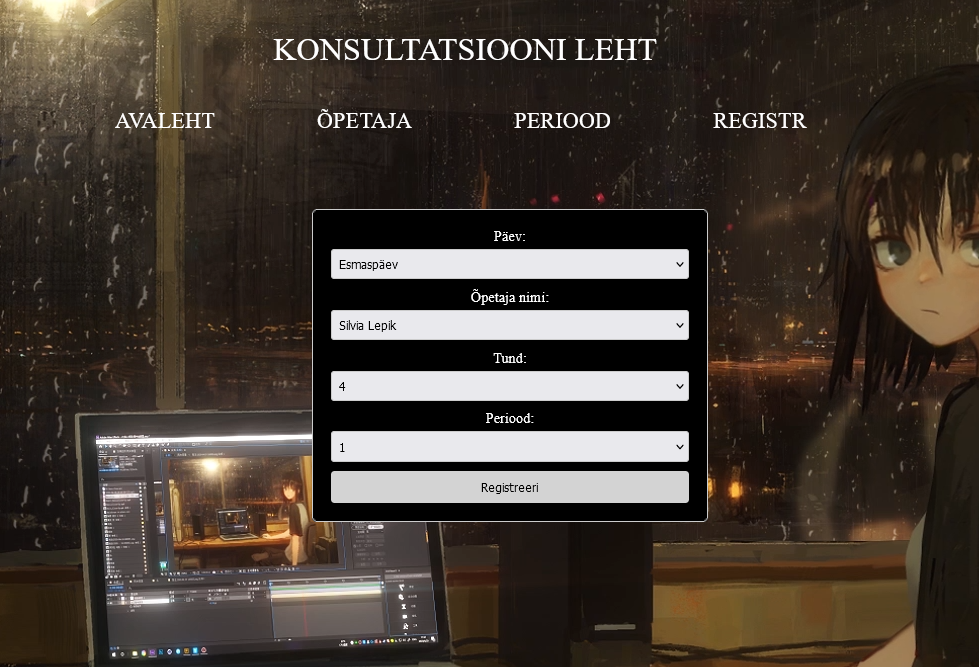 KONSULTATSIOONI LEHT
AVALEHT ÕPETAJA PERIOOD REGISTR
Päev:
Esmaspäev
Õpetaja nimi:
Silvia Lepik
Tund:
4
Periood:
1
Registreeri